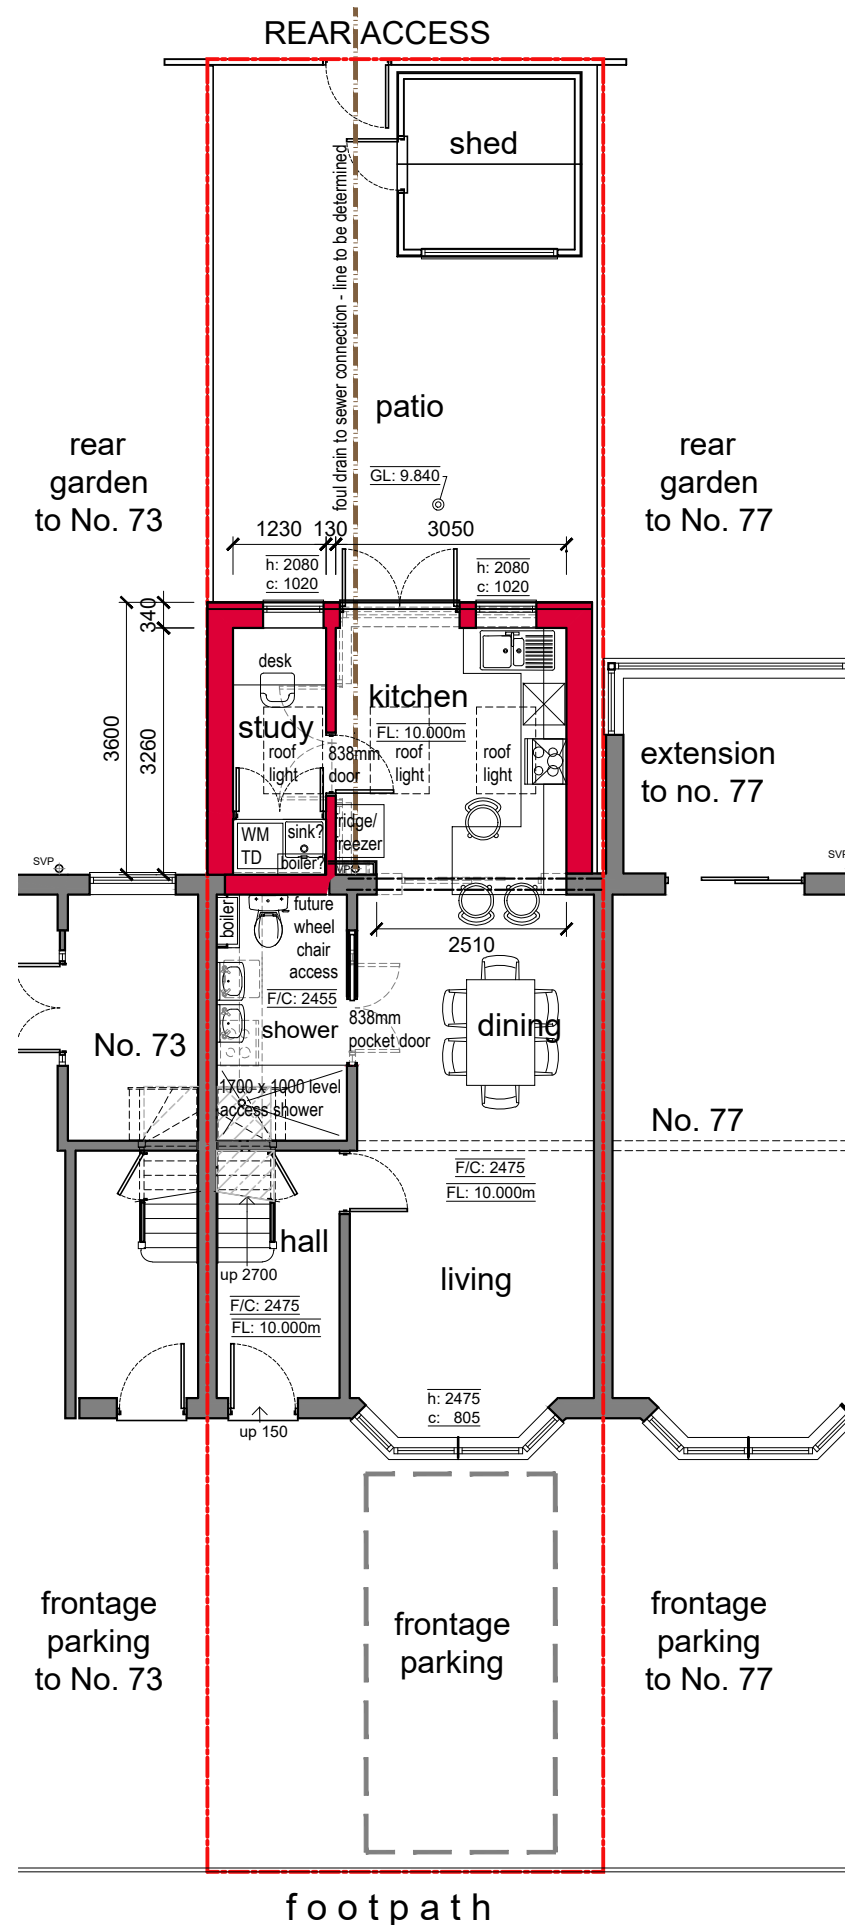 REAR ACCESS
shed
foul drain to sewer connection - line to be determined
patio
rear
garden
to No. 73
rear
garden
to No. 77
GL: 9.840
1230
130
3050
h: 2080
c: 1020
h: 2080
c: 1020
340
3600
3260
desk
study
kitchen
FL: 10.000m
roof
light
838mm
door
roof
light
roof
light
extension
to no. 77
WM
TD
sink?
boiler?
fridge/
freezer
SVP
SVP
boiler
future
wheel
chair
access
F/C: 2455
2510
shower
838mm
pocket door
dining
No. 73
1700 x 1000 level
access shower
No. 77
F/C: 2475
FL: 10.000m
hall
up 2700
living
F/C: 2475
FL: 10.000m
h: 2475
c: 805
up 150
frontage
parking
to No. 73
frontage
parking
frontage
parking
to No. 77
footpath